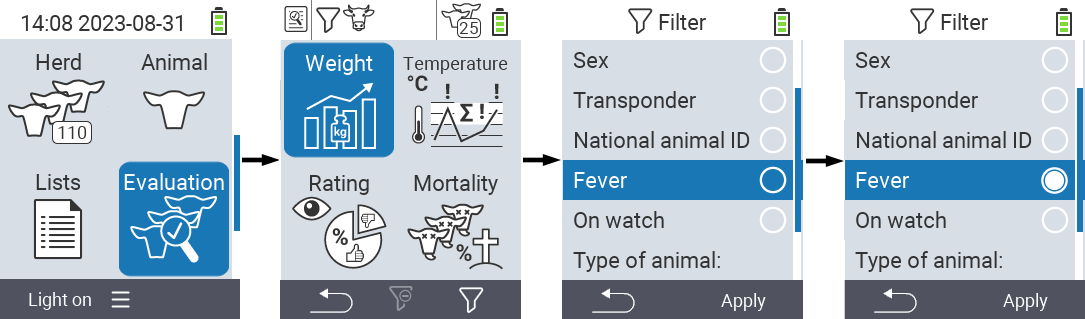 14:08 2023-08-31
Herd
Animal
110
Lists
Evaluation
Light on
25
Weight
kg
Temperature
°C
! !
Σ!
Rating
%
Mortality
%
Filter
Sex
Transponder
National animal ID
Fever
On watch
Type of animal:
Apply
Filter
Sex
Transponder
National animal ID
Fever
On watch
Type of animal:
Apply